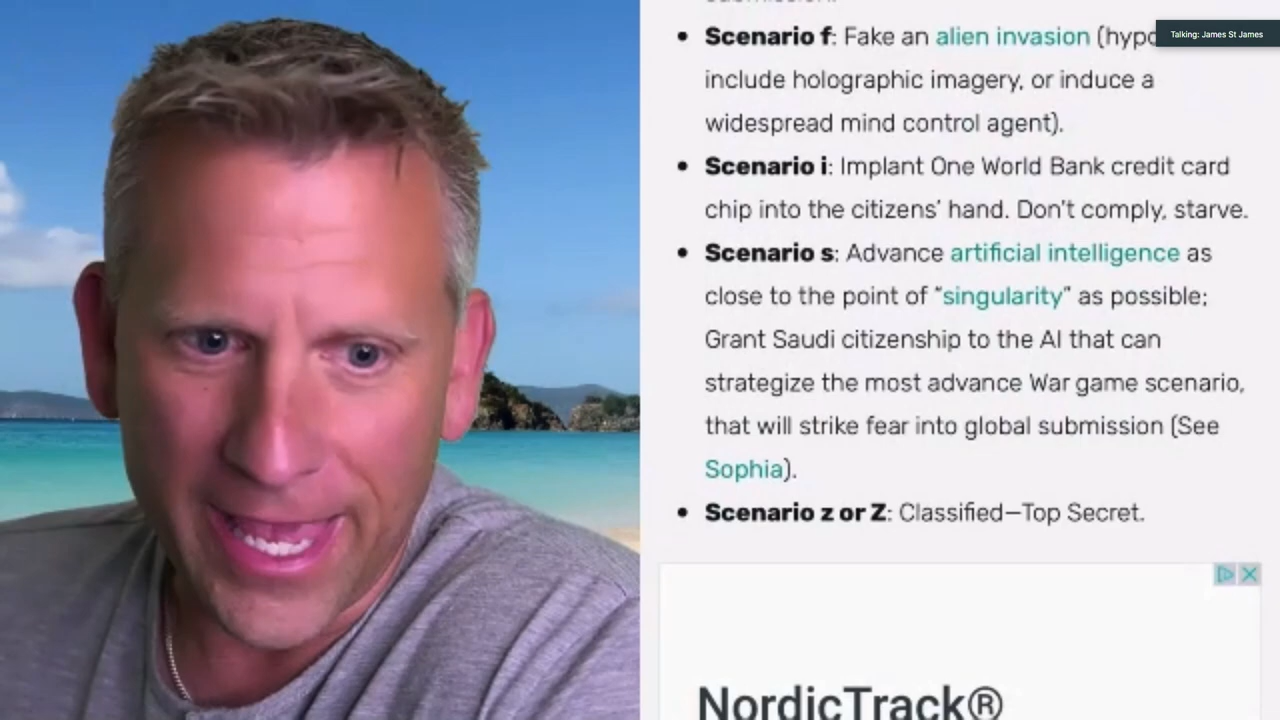 submission.
Talking: James St James
• Scenario f: Fake an alien invasion (hypo
include holographic imagery, or induce a
widespread mind control agent).
• Scenario i: Implant One World Bank credit card
chip into the citizens' hand. Don't comply, starve.
• Scenario s: Advance artificial intelligence as
close to the point of "singularity" as possible;
Grant Saudi citizenship to the AI that can
strategize the most advance War game scenario,
that will strike fear into global submission (See
Sophia).
• Scenario z or Z: Classified—Top Secret.
NordicTrack®